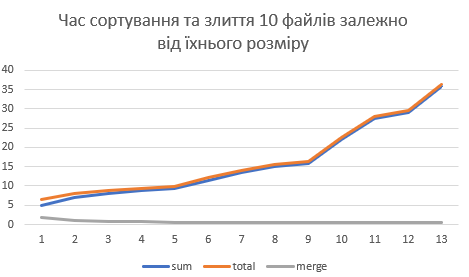 Час сортування та злиття 10 файлів залежно
від їхнього розміру
40
35
30
25
20
15
10
5
0
1 2 3 4 5 6 7 8 9 10 11 12 13
sum total merge